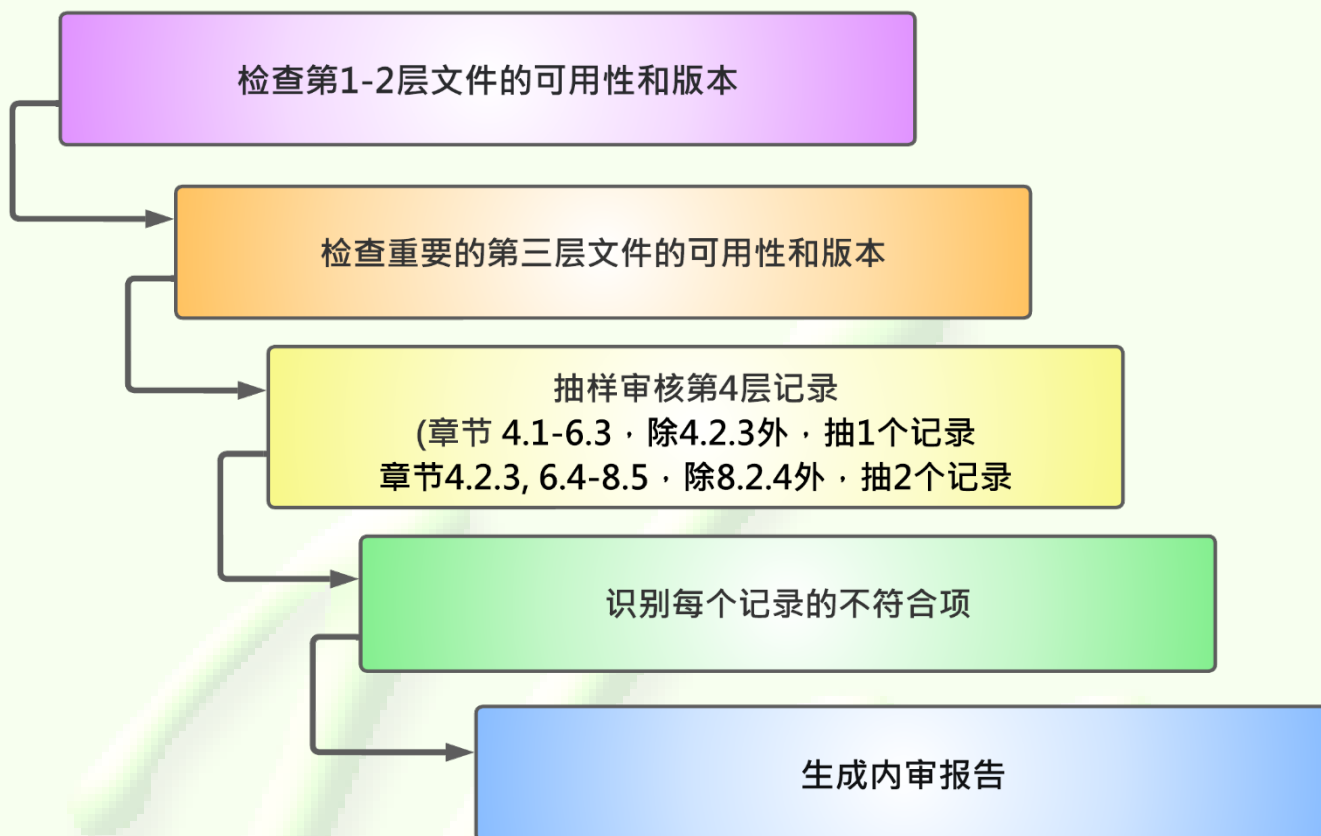 检查第1-2层文件的可用性和版本
检查重要的第三层文件的可用性和版本
抽样审核第4层记录
(章节 4.1-6.3，除4.2.3外，抽1个记录
章节4.2.3, 6.4-8.5，除8.2.4外，抽2个记录
识别每个记录的不符合项
生成内审报告